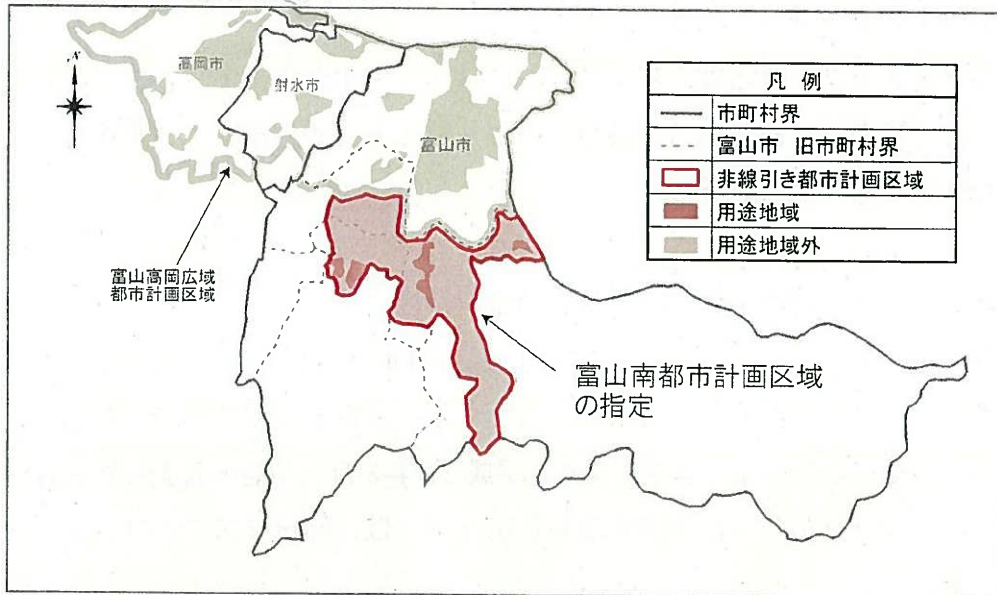 高岡市
射水市
富山市
N
凡 例
市町村界
富山市 旧市町村界
非線引き都市計画区域
用途地域
用途地域外
富山高岡広域
都市計画区域
富山南都市計画区域
の指定